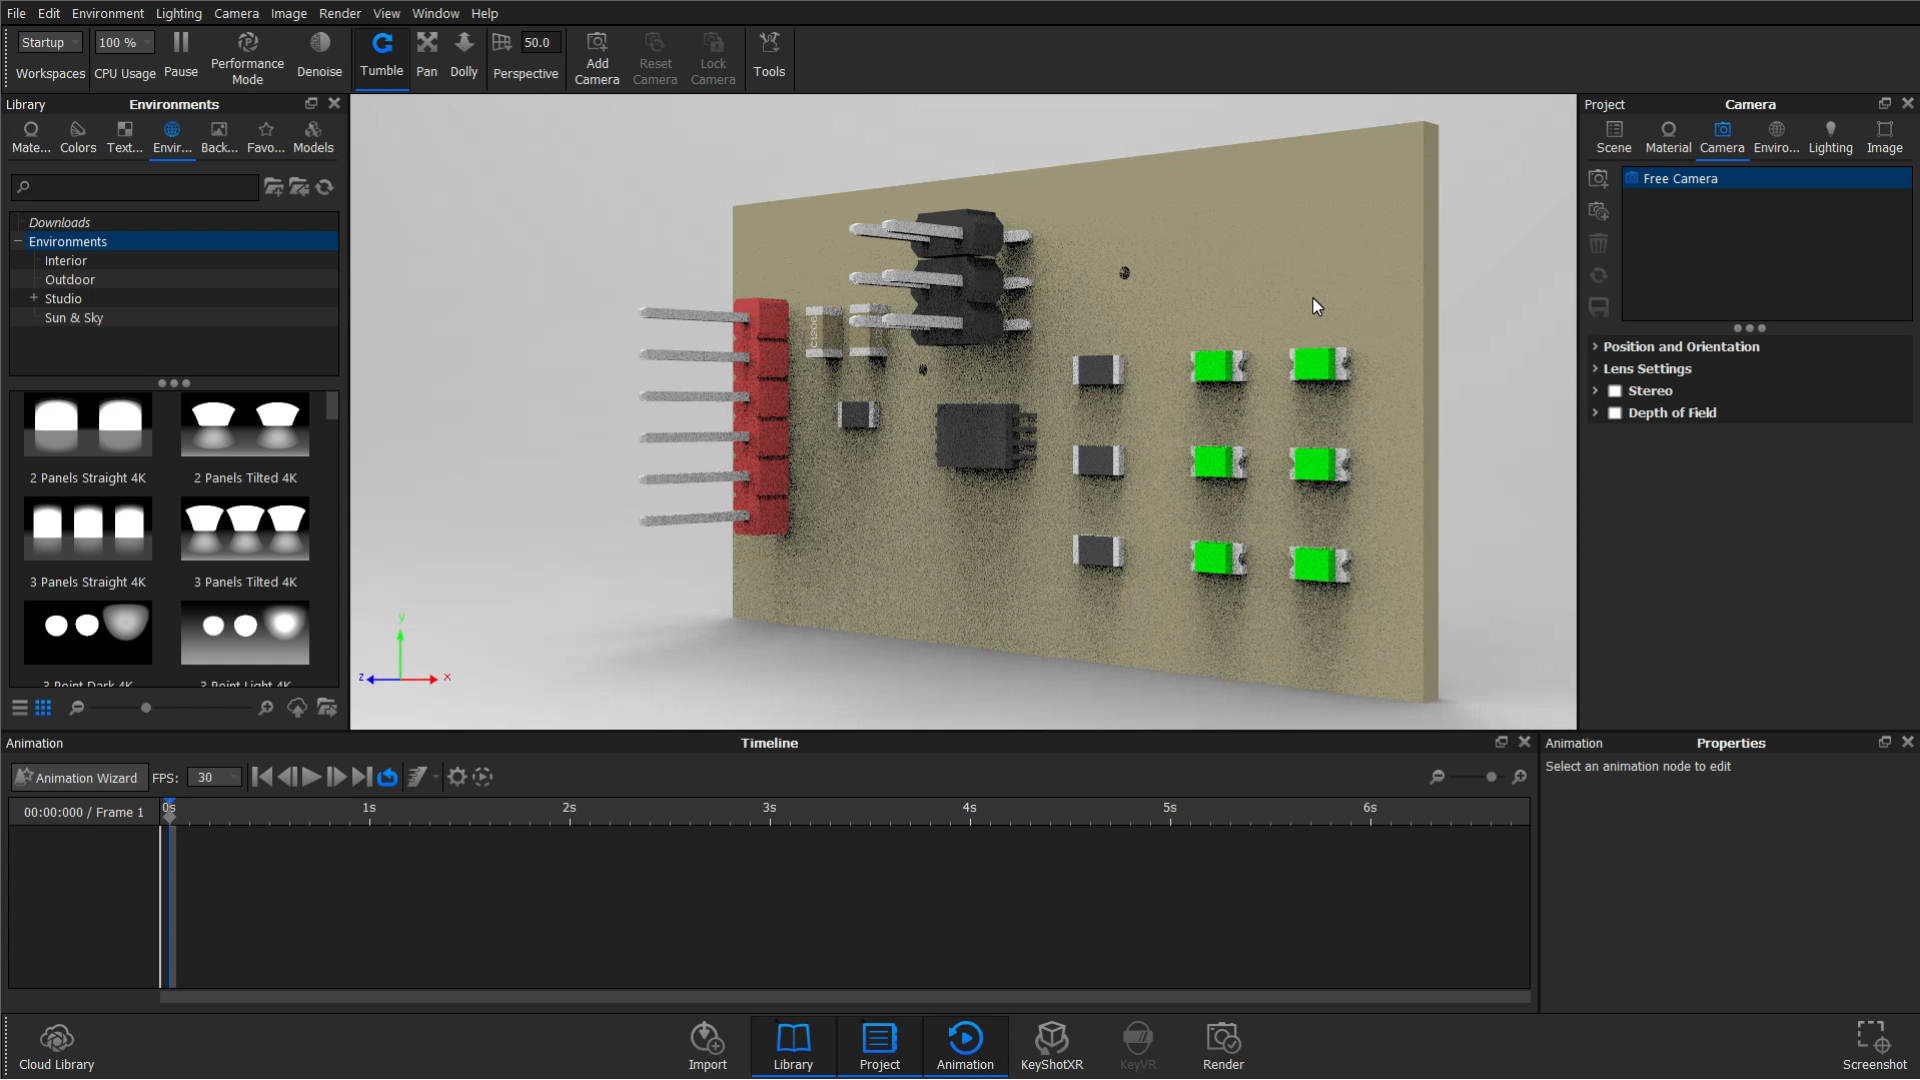 File Edit Environment Lighting Camera Image Render View Window Help
Startup
Workspaces
100 %
CPU Usage
Pause
Performance
Mode
Denoise
Tumble
Pan
Dolly
50.0
Perspective
Add
Camera
Reset
Camera
Lock
Camera
Tools
Library
Environments
Mate... Colors Text... Envir... Back... Favo... Models
Downloads
Environments
Interior
Outdoor
Studio
Sun & Sky
2 Panels Straight 4K
2 Panels Tilted 4K
3 Panels Straight 4K
3 Panels Tilted 4K
3 Point Dark 4K
3 Point Light 4K
y
z
x
Project
Camera
Scene Material Camera Enviro... Lighting Image
Free Camera
Position and Orientation
Lens Settings
Stereo
Depth of Field
Animation
Timeline
Animation Wizard
FPS:
30
00:00:000 / Frame 1
0s 1s 2s 3s 4s 5s 6s
Animation
Properties
Select an animation node to edit
Cloud Library
Import
Library
Project
Animation
KeyShotXR
KeyVR
Render
Screenshot